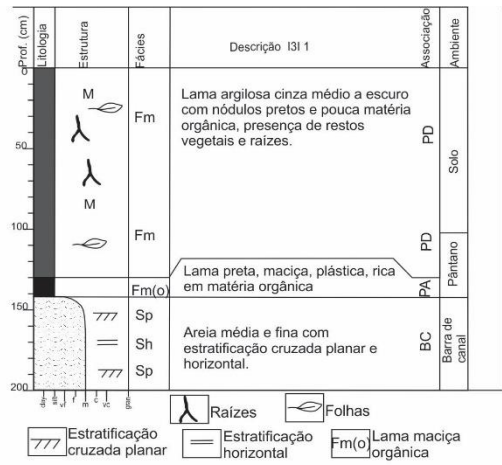 Prof. (cm)
Litologia
Estrutura
Fácies
Descrição I3I 1
Associação
Ambiente
0
M
Fm
Lama argilosa cinza médio a escuro
com nódulos pretos e pouca matéria
orgânica, presença de restos
vegetais e raízes.
PD
Solo
50
M
100
Fm
PD
Pântano
Lama preta, maciça, plástica, rica
em matéria orgânica
Fm(o)
PA
150
Sp
Sh
Sp
Areia média e fina com
estratificação cruzada planar e
horizontal.
BC
Barra de
canal
200
vf f m c vc
Raízes
Folhas
Estratificação
cruzada planar
Estratificação
horizontal
Fm(o)
Lama maciça
orgânica